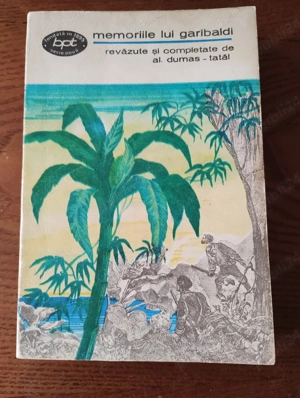 memoriile lui garibaldi
revăzute și completate de
al. dumas - tatăl
bpt